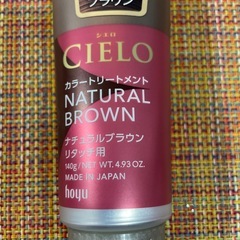 ブラウン
シエロ
CIELO
カラートリートメント
NATURAL
BROWN
ナチュラルブラウン
リタッチ用
140g/NET WT. 4.93 OZ.
MADE IN JAPAN
hoyu